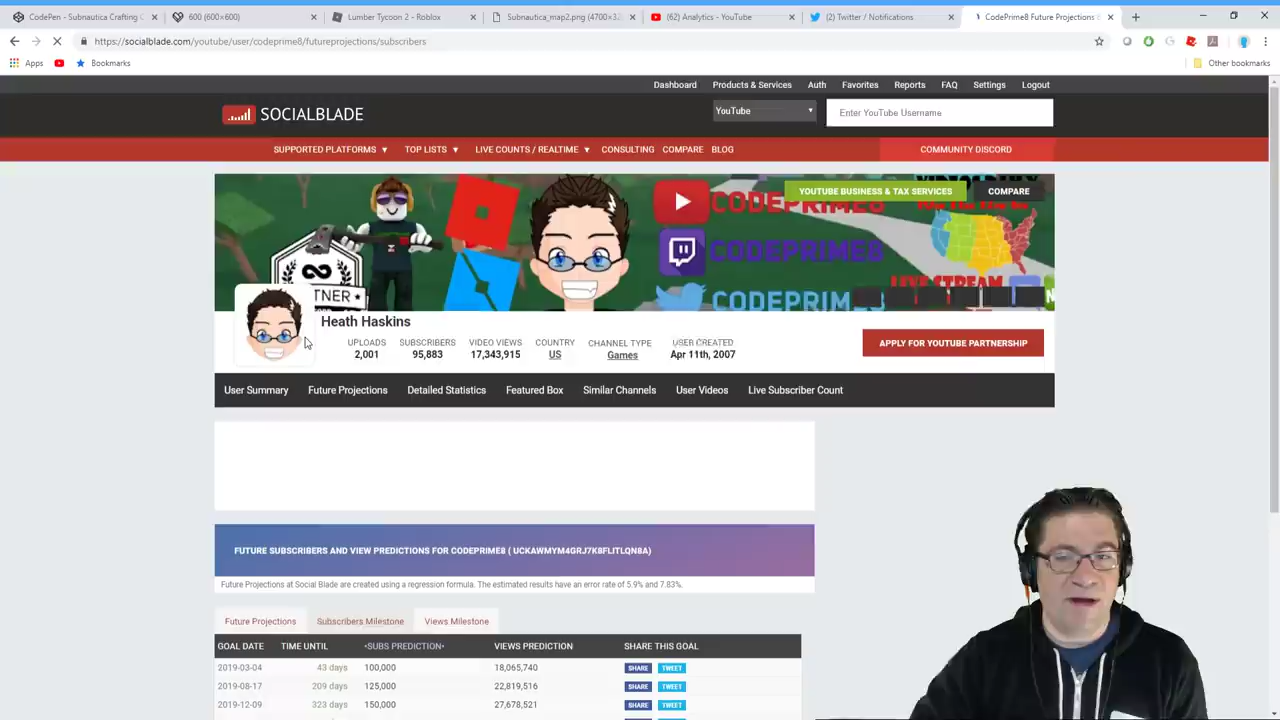 CodePen - Subnautica Crafting C
600 (600×600)
Lumber Tycoon 2 - Roblox
Subnautica_map2.png (4700×32
(62) Analytics - YouTube
(2) Twitter / Notifications
CodePrime8 Future Projections
https://socialblade.com/youtube/user/codeprime8/futureprojections/subscribers
Apps
Bookmarks
Other bookmarks
Dashboard Products & Services Auth Favorites Reports FAQ Settings Logout
SOCIALBLADE
YouTube
Enter YouTube Username
SUPPORTED PLATFORMS TOP LISTS LIVE COUNTS / REALTIME CONSULTING COMPARE BLOG
COMMUNITY DISCORD
YOUTUBE BUSINESS & TAX SERVICES
COMPARE
CODEPRIME8
CODEPRIME8
CODEPRIME
LIVE STREAM
Heath Haskins
UPLOADS SUBSCRIBERS VIDEO VIEWS COUNTRY CHANNEL TYPE USER CREATED
2,001 95,883 17,343,915 US Games Apr 11th, 2007
APPLY FOR YOUTUBE PARTNERSHIP
User Summary Future Projections Detailed Statistics Featured Box Similar Channels User Videos Live Subscriber Count
FUTURE SUBSCRIBERS AND VIEW PREDICTIONS FOR CODEPRIME8 ( UCKAWMYM4GRJ7K8FLITLQN8A)
Future Projections at Social Blade are created using a regression formula. The estimated results have an error rate of 5.9% and 7.83%.
Future Projections Subscribers Milestone Views Milestone
GOAL DATE TIME UNTIL •SUBS PREDICTION• VIEWS PREDICTION SHARE THIS GOAL
2019-03-04 43 days 100,000 18,065,740 SHARE TWEET
2019-08-17 209 days 125,000 22,819,516 SHARE TWEET
2019-12-09 323 days 150,000 27,678,521 SHARE TWEET